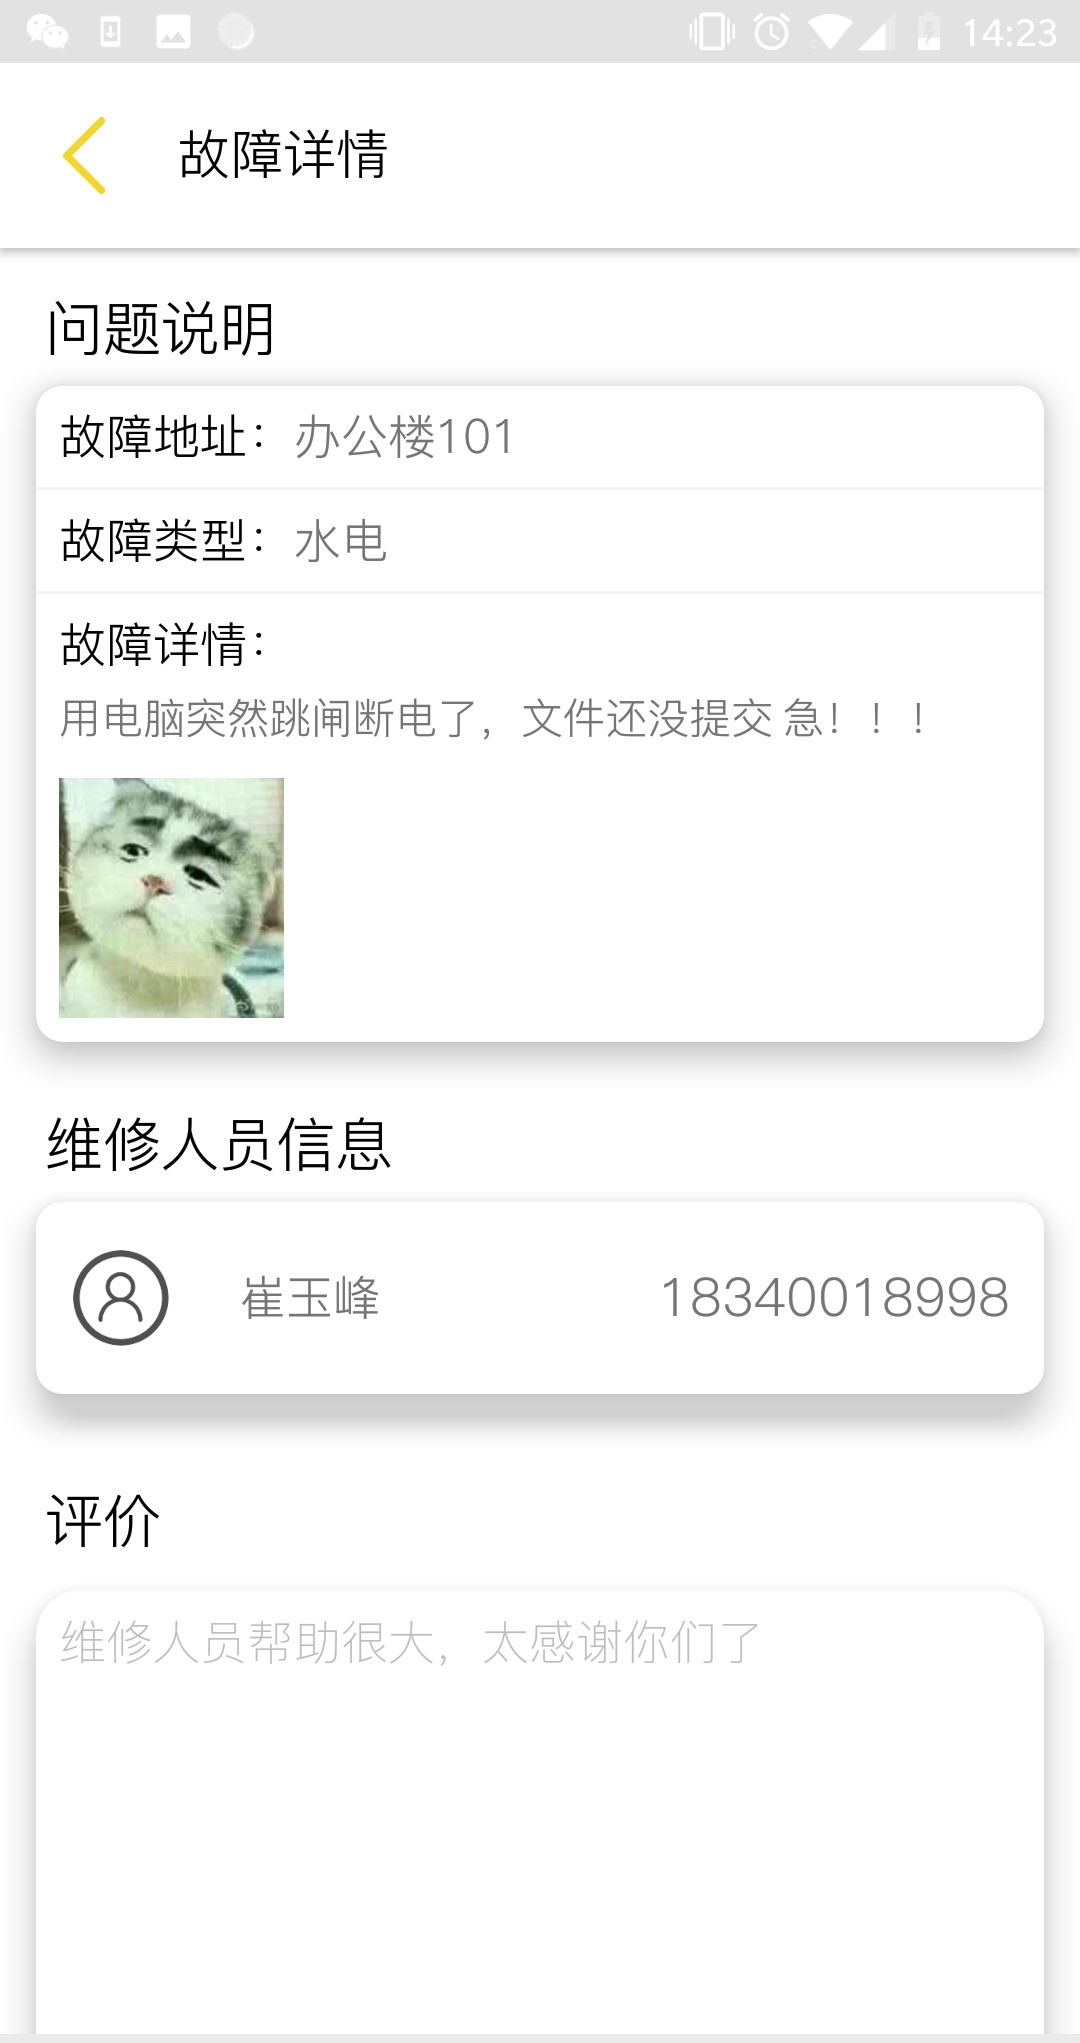 14:23
故障详情
问题说明
故障地址：办公楼101
故障类型：水电
故障详情：
用电脑突然跳闸断电了，文件还没提交 急！！！
维修人员信息
崔玉峰 18340018998
评价
维修人员帮助很大，太感谢你们了